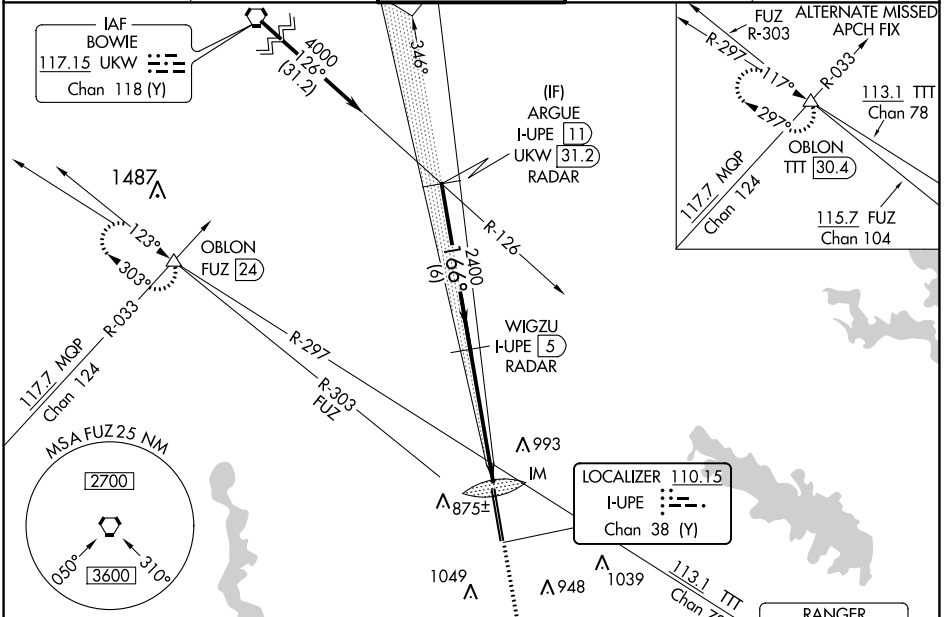 IAF
BOWIE
117.15 UKW
Chan 118 (Y)
4000
126°
(31.2)
346°
(IF)
ARGUE
I-UPE 11
UKW 31.2
RADAR
FUZ
R-303
ALTERNATE MISSED
APCH FIX
R-297
117°
R-033
297°
113.1 TTT
Chan 78
OBLON
TTT 30.4
117.7 MQP
Chan 124
115.7 FUZ
Chan 104
1487
123°
303°
OBLON
FUZ 24
R-033
117.7 MQP
Chan 124
R-126
2400
166°
(6)
WIGZU
I-UPE 5
RADAR
R-297
R-303
FUZ
MSA FUZ 25 NM
2700
050°
310°
3600
993
IM
875±
LOCALIZER 110.15
I-UPE
Chan 38 (Y)
1049
948
1039
113.1 TTT
Chan
RANGER